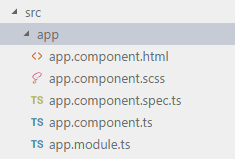 src
app
<> app.component.html
app.component.scss
TS app.component.spec.ts
TS app.component.ts
TS app.module.ts